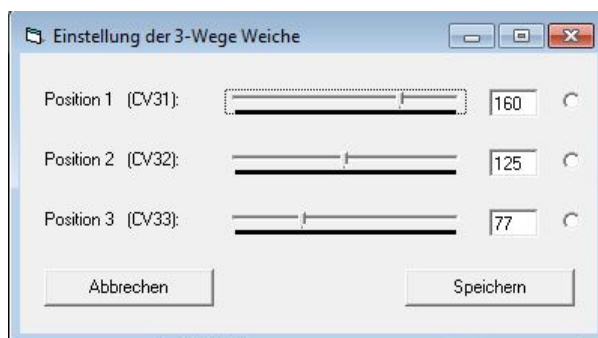 Einstellung der 3-Wege Weiche
Position 1 (CV31): 160
Position 2 (CV32): 125
Position 3 (CV33): 77
Abbrechen Speichern